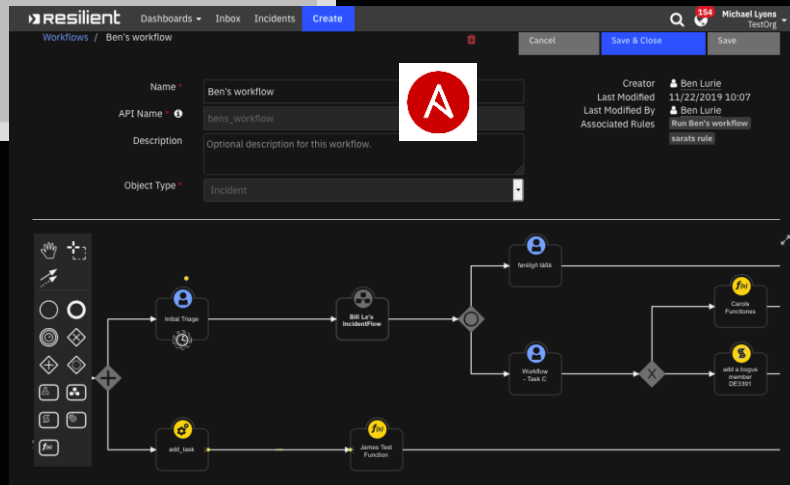 Resilient Dashboards Inbox Incidents Create 154 Michael Lyons
TestOrg
Workflows / Ben's workflow Cancel Save & Close Save
Name * Ben's workflow
API Name * bens_workflow
Description Optional description for this workflow.
Object Type * Incident
Creator Ben Lurie
Last Modified 11/22/2019 10:07
Last Modified By Ben Lurie
Associated Rules Run Ben's workflow
sarats rule
Initial Triage
Bill Le's
IncidentFlow
Workflow
- Task C
Carols
Functionss
add a bogus
member
DE3391
add_task
James Test
Function
f(x)